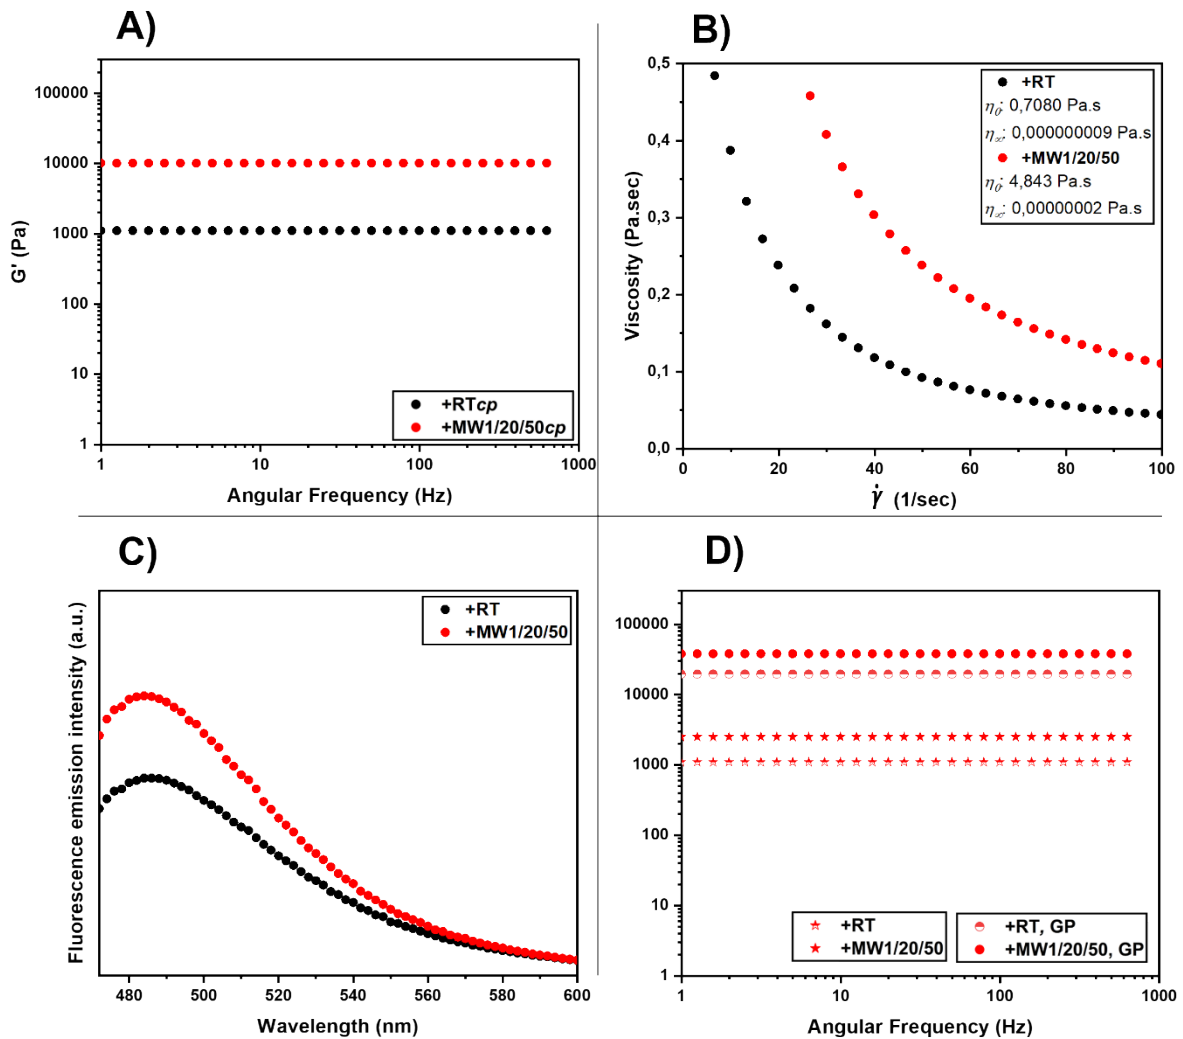 A)
100000
10000
1000
100
10
1
G' (Pa)
+RTcp
+MW1/20/50cp
1
10
100
1000
Angular Frequency (Hz)
B)
0,5
0,4
0,3
0,2
0,1
0,0
Viscosity (Pa.sec)
+RT
η0: 0,7080 Pa.s
η∞: 0,000000009 Pa.s
+MW1/20/50
η0: 4,843 Pa.s
η∞: 0,00000002 Pa.s
0
20
40
60
80
100
γ̇ (1/sec)
C)
Fluorescence emission intensity (a.u.)
+RT
+MW1/20/50
480
500
520
540
560
580
600
Wavelength (nm)
D)
100000
10000
1000
100
10
1
+RT
+MW1/20/50
+RT, GP
+MW1/20/50, GP
1
10
100
1000
Angular Frequency (Hz)